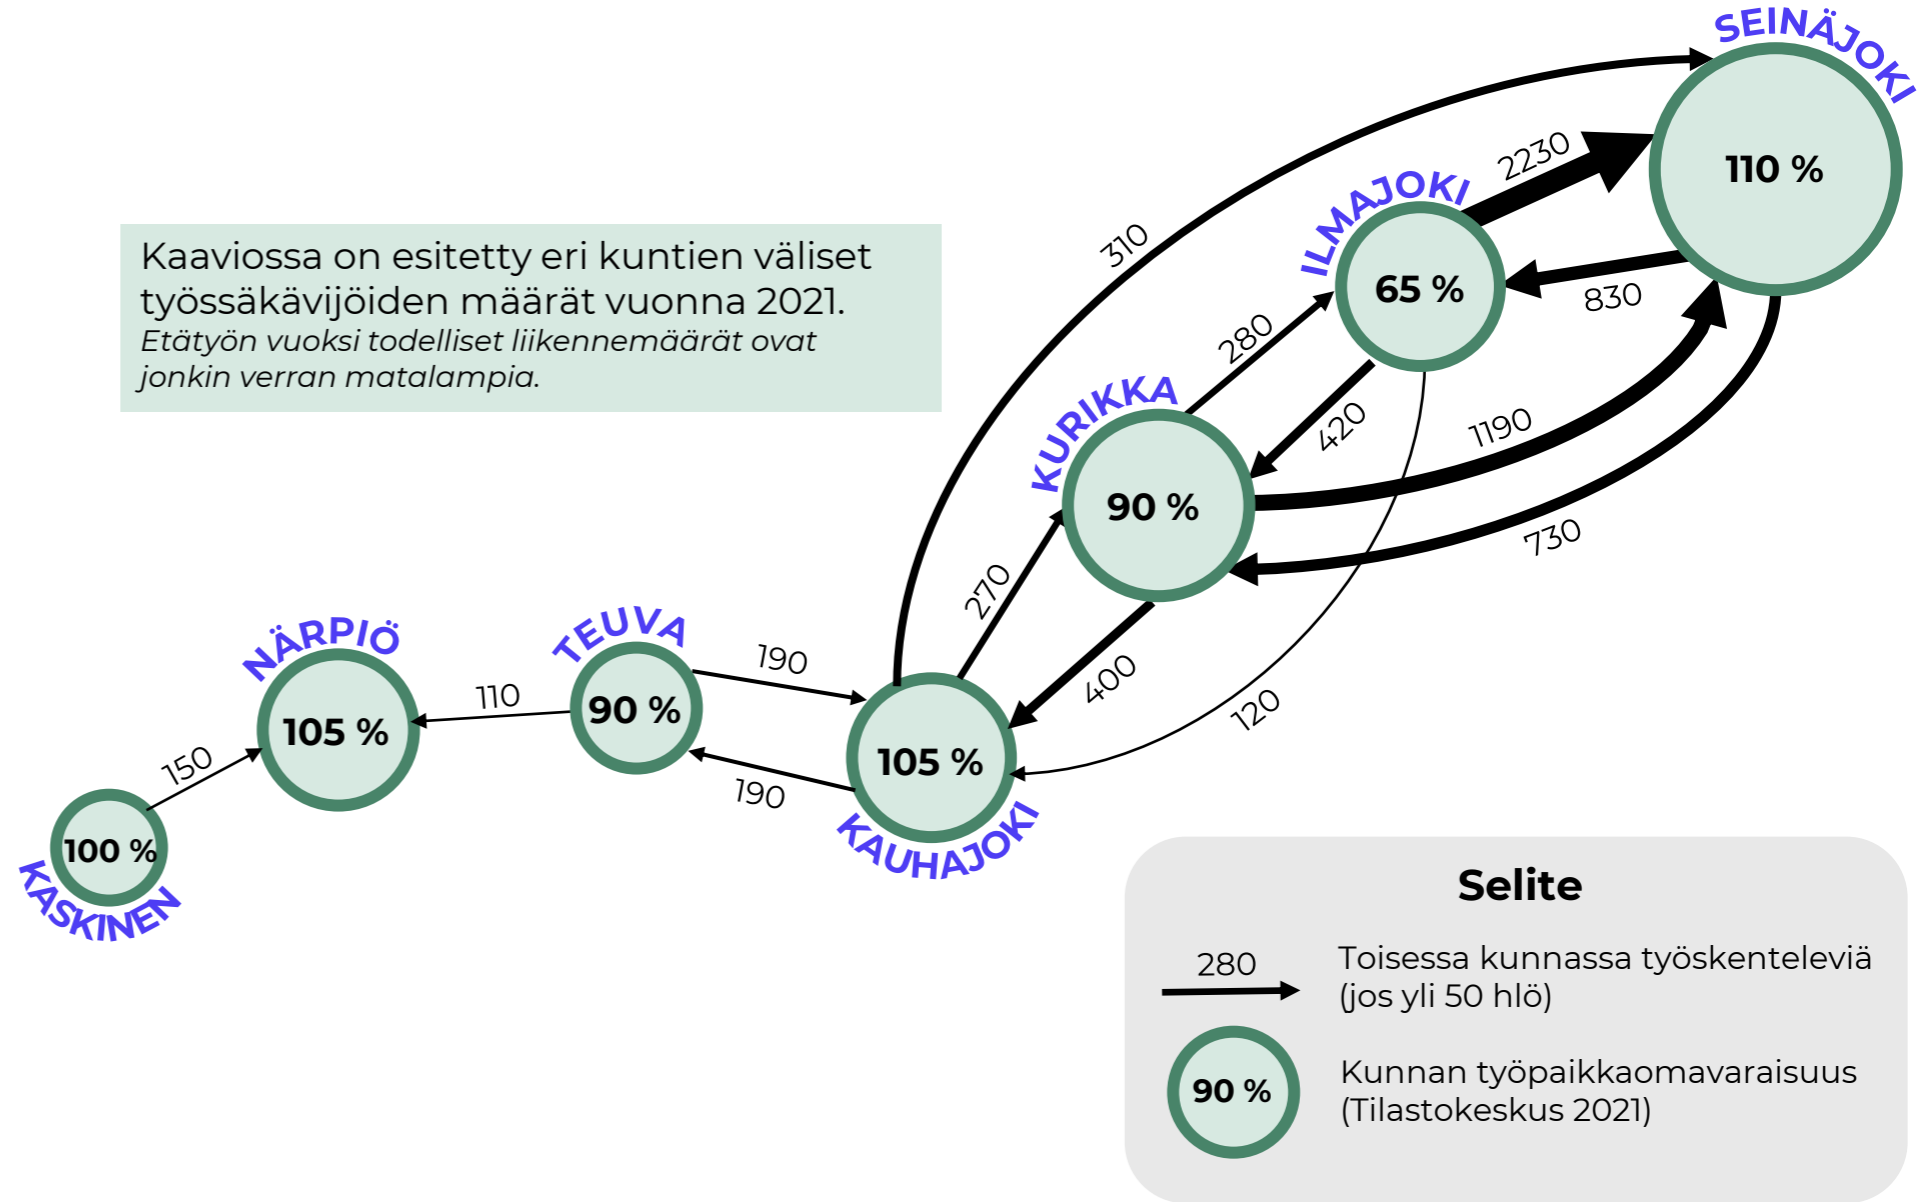 SEINÄJOKI
110 %
2230
ILMAJOKI
65 %
830
310
Kaaviossa on esitetty eri kuntien väliset
työssäkävijöiden määrät vuonna 2021.
Etätyön vuoksi todelliset liikennemäärät ovat
jonkin verran matalampia.
280
420
KURIKKA
90 %
1190
730
270
400
120
NÄRPIÖ
105 %
TEUVA
90 %
190
110
190
150
105 %
KAUHAJOKI
100 %
KASKINEN
Selite
280
Toisessa kunnassa työskenteleviä
(jos yli 50 hlö)
90 %
Kunnan työpaikkaomavaraisuus
(Tilastokeskus 2021)